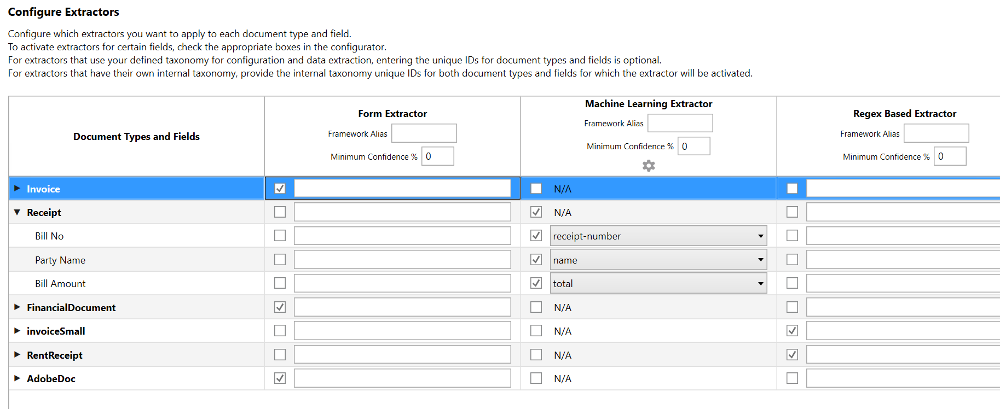 Configure Extractors
Configure which extractors you want to apply to each document type and field.
To activate extractors for certain fields, check the appropriate boxes in the configurator.
For extractors that use your defined taxonomy for configuration and data extraction, entering the unique IDs for document types and fields is optional.
For extractors that have their own internal taxonomy, provide the internal taxonomy unique IDs for both document types and fields for which the extractor will be activated.
Document Types and Fields
Form Extractor
Framework Alias
Minimum Confidence % 0
Machine Learning Extractor
Framework Alias
Minimum Confidence % 0
Regex Based Extractor
Framework Alias
Minimum Confidence % 0
Invoice N/A
Receipt N/A
Bill No receipt-number
Party Name name
Bill Amount total
FinancialDocument N/A
invoiceSmall N/A
RentReceipt N/A
AdobeDoc N/A